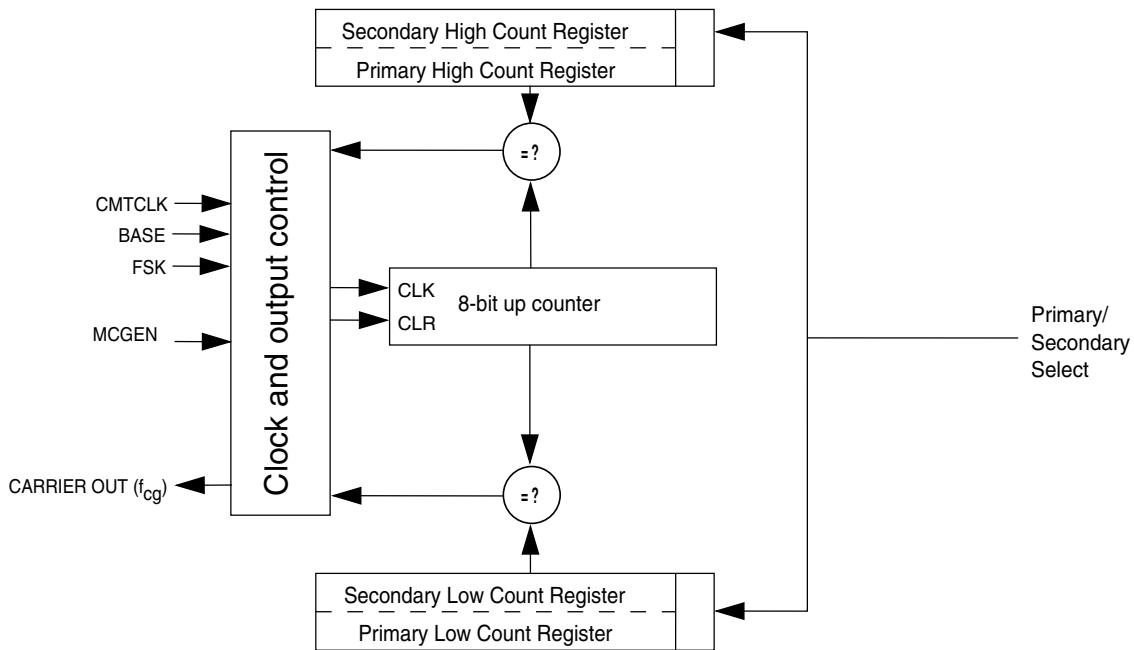 Secondary High Count Register
Primary High Count Register
= ?
Clock and output control
CMTCLK
BASE
FSK
MCGEN
CARRIER OUT (fcg)
CLK
CLR
8-bit up counter
Primary/
Secondary
Select
= ?
Secondary Low Count Register
Primary Low Count Register